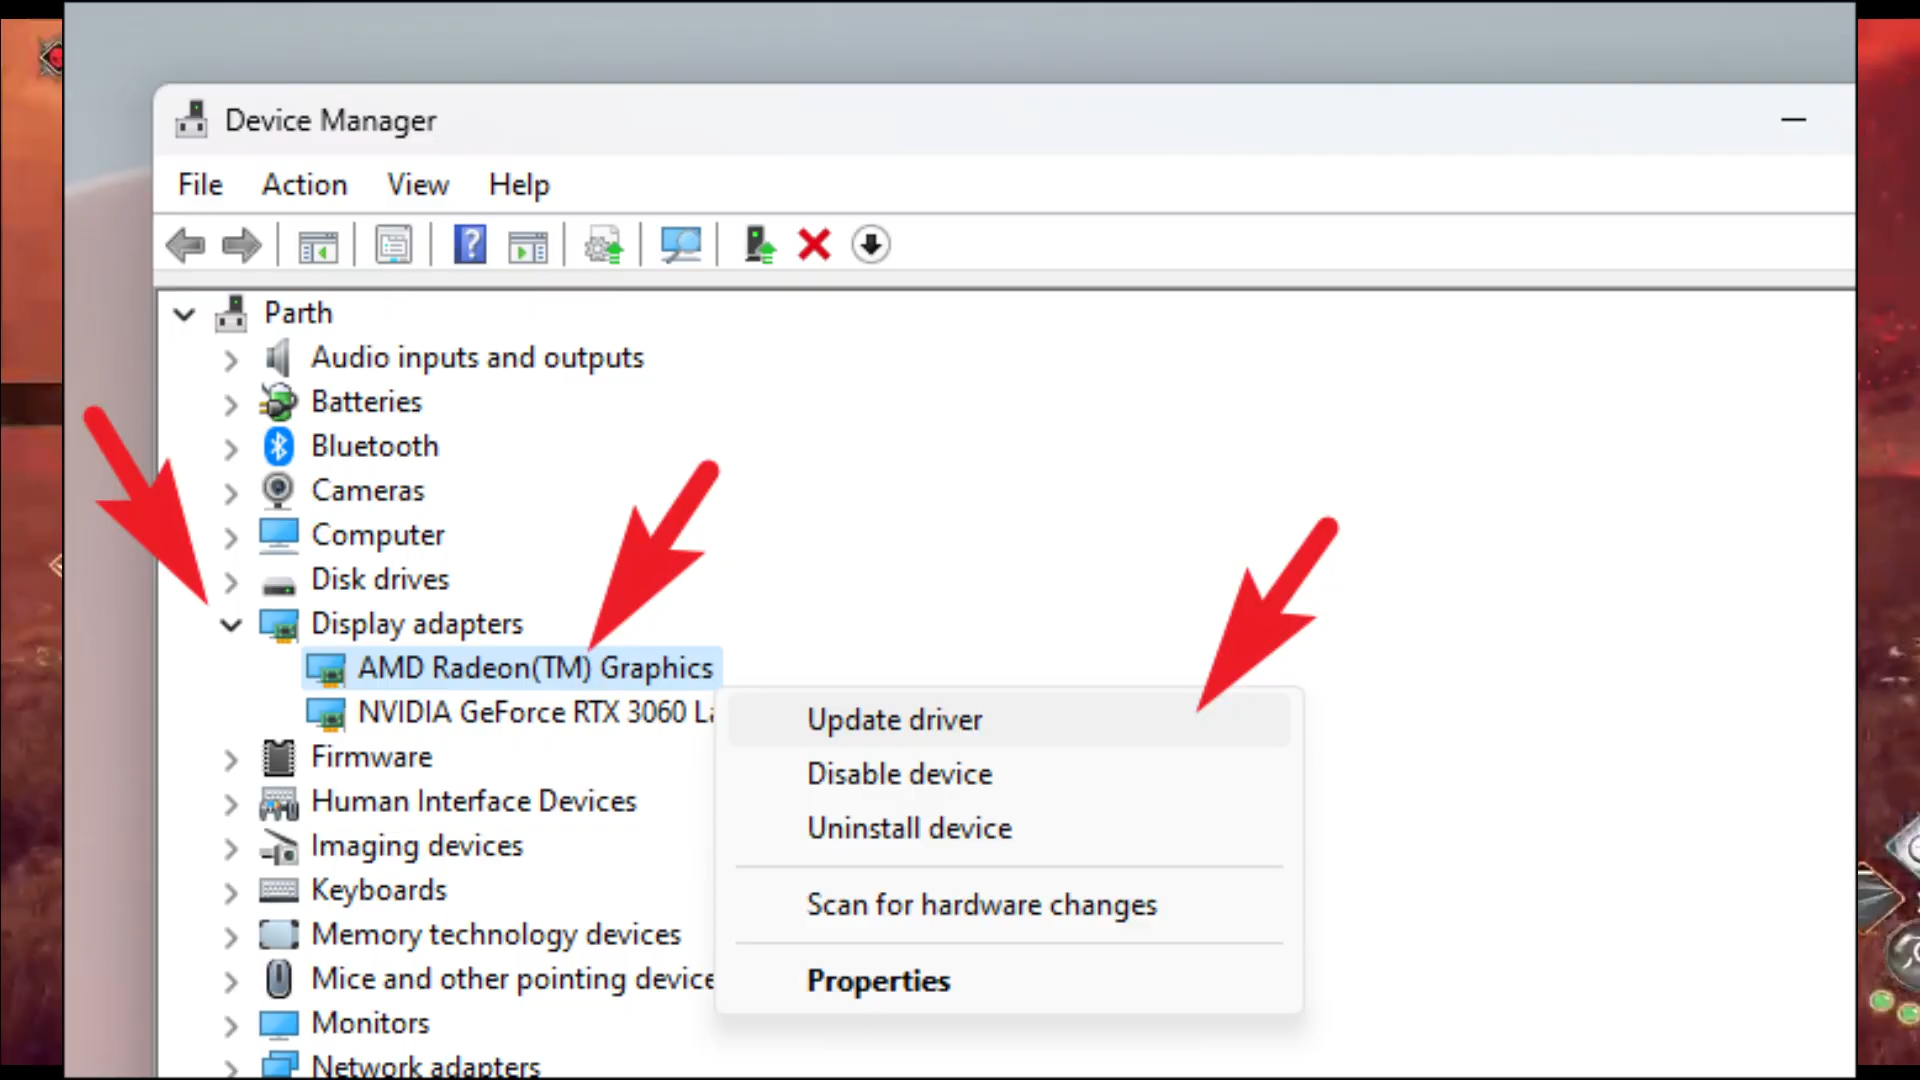 Device Manager
File Action View Help
Parth
Audio inputs and outputs
Batteries
Bluetooth
Cameras
Computer
Disk drives
Display adapters
AMD Radeon(TM) Graphics
NVIDIA GeForce RTX 3060 La
Update driver
Disable device
Uninstall device
Scan for hardware changes
Properties
Firmware
Human Interface Devices
Imaging devices
Keyboards
Memory technology devices
Mice and other pointing device
Monitors
Network adapters